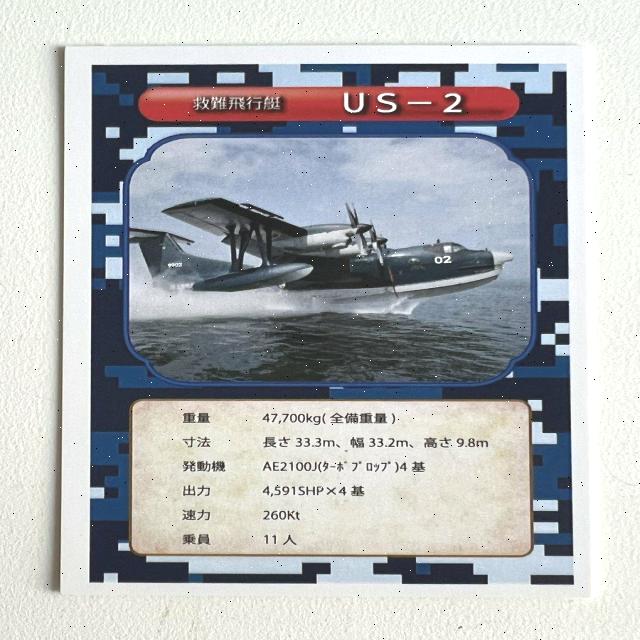 救難飛行艇 US－2
02
9902
重量 47,700kg(全備重量)
寸法 長さ 33.3m、幅 33.2m、高さ 9.8m
発動機 AE2100J(ﾀｰﾎﾞﾌﾟﾛｯﾌﾟ)4 基
出力 4,591SHP×4 基
速力 260Kt
乗員 11 人